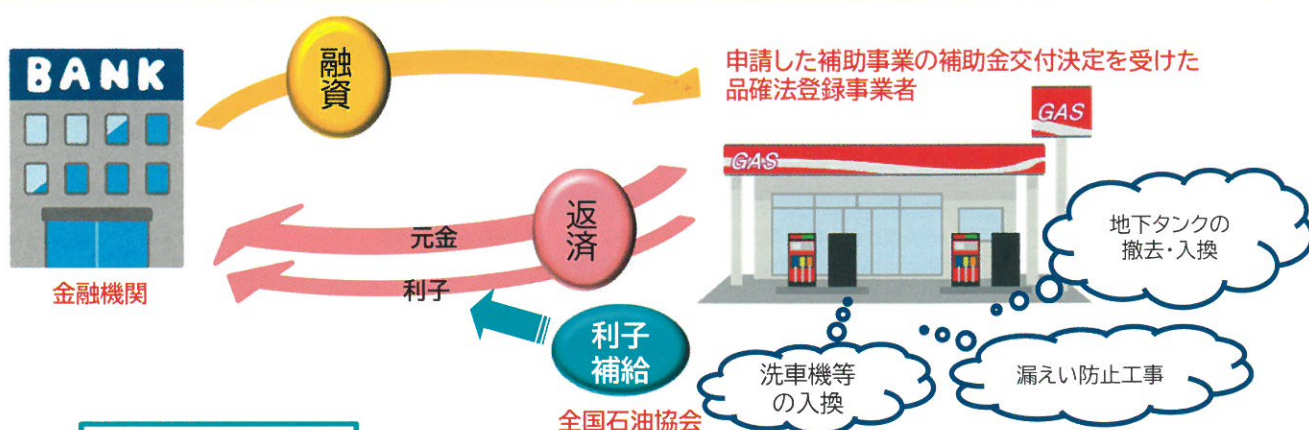 BANK
融
資
申請した補助事業の補助金交付決定を受けた
品確法登録事業者
GAS
GAS
返
済
元金
利子
金融機関
利子
補給
全国石油協会
地下タンクの
撤去・入換
漏えい防止工事
洗車機等
の入換